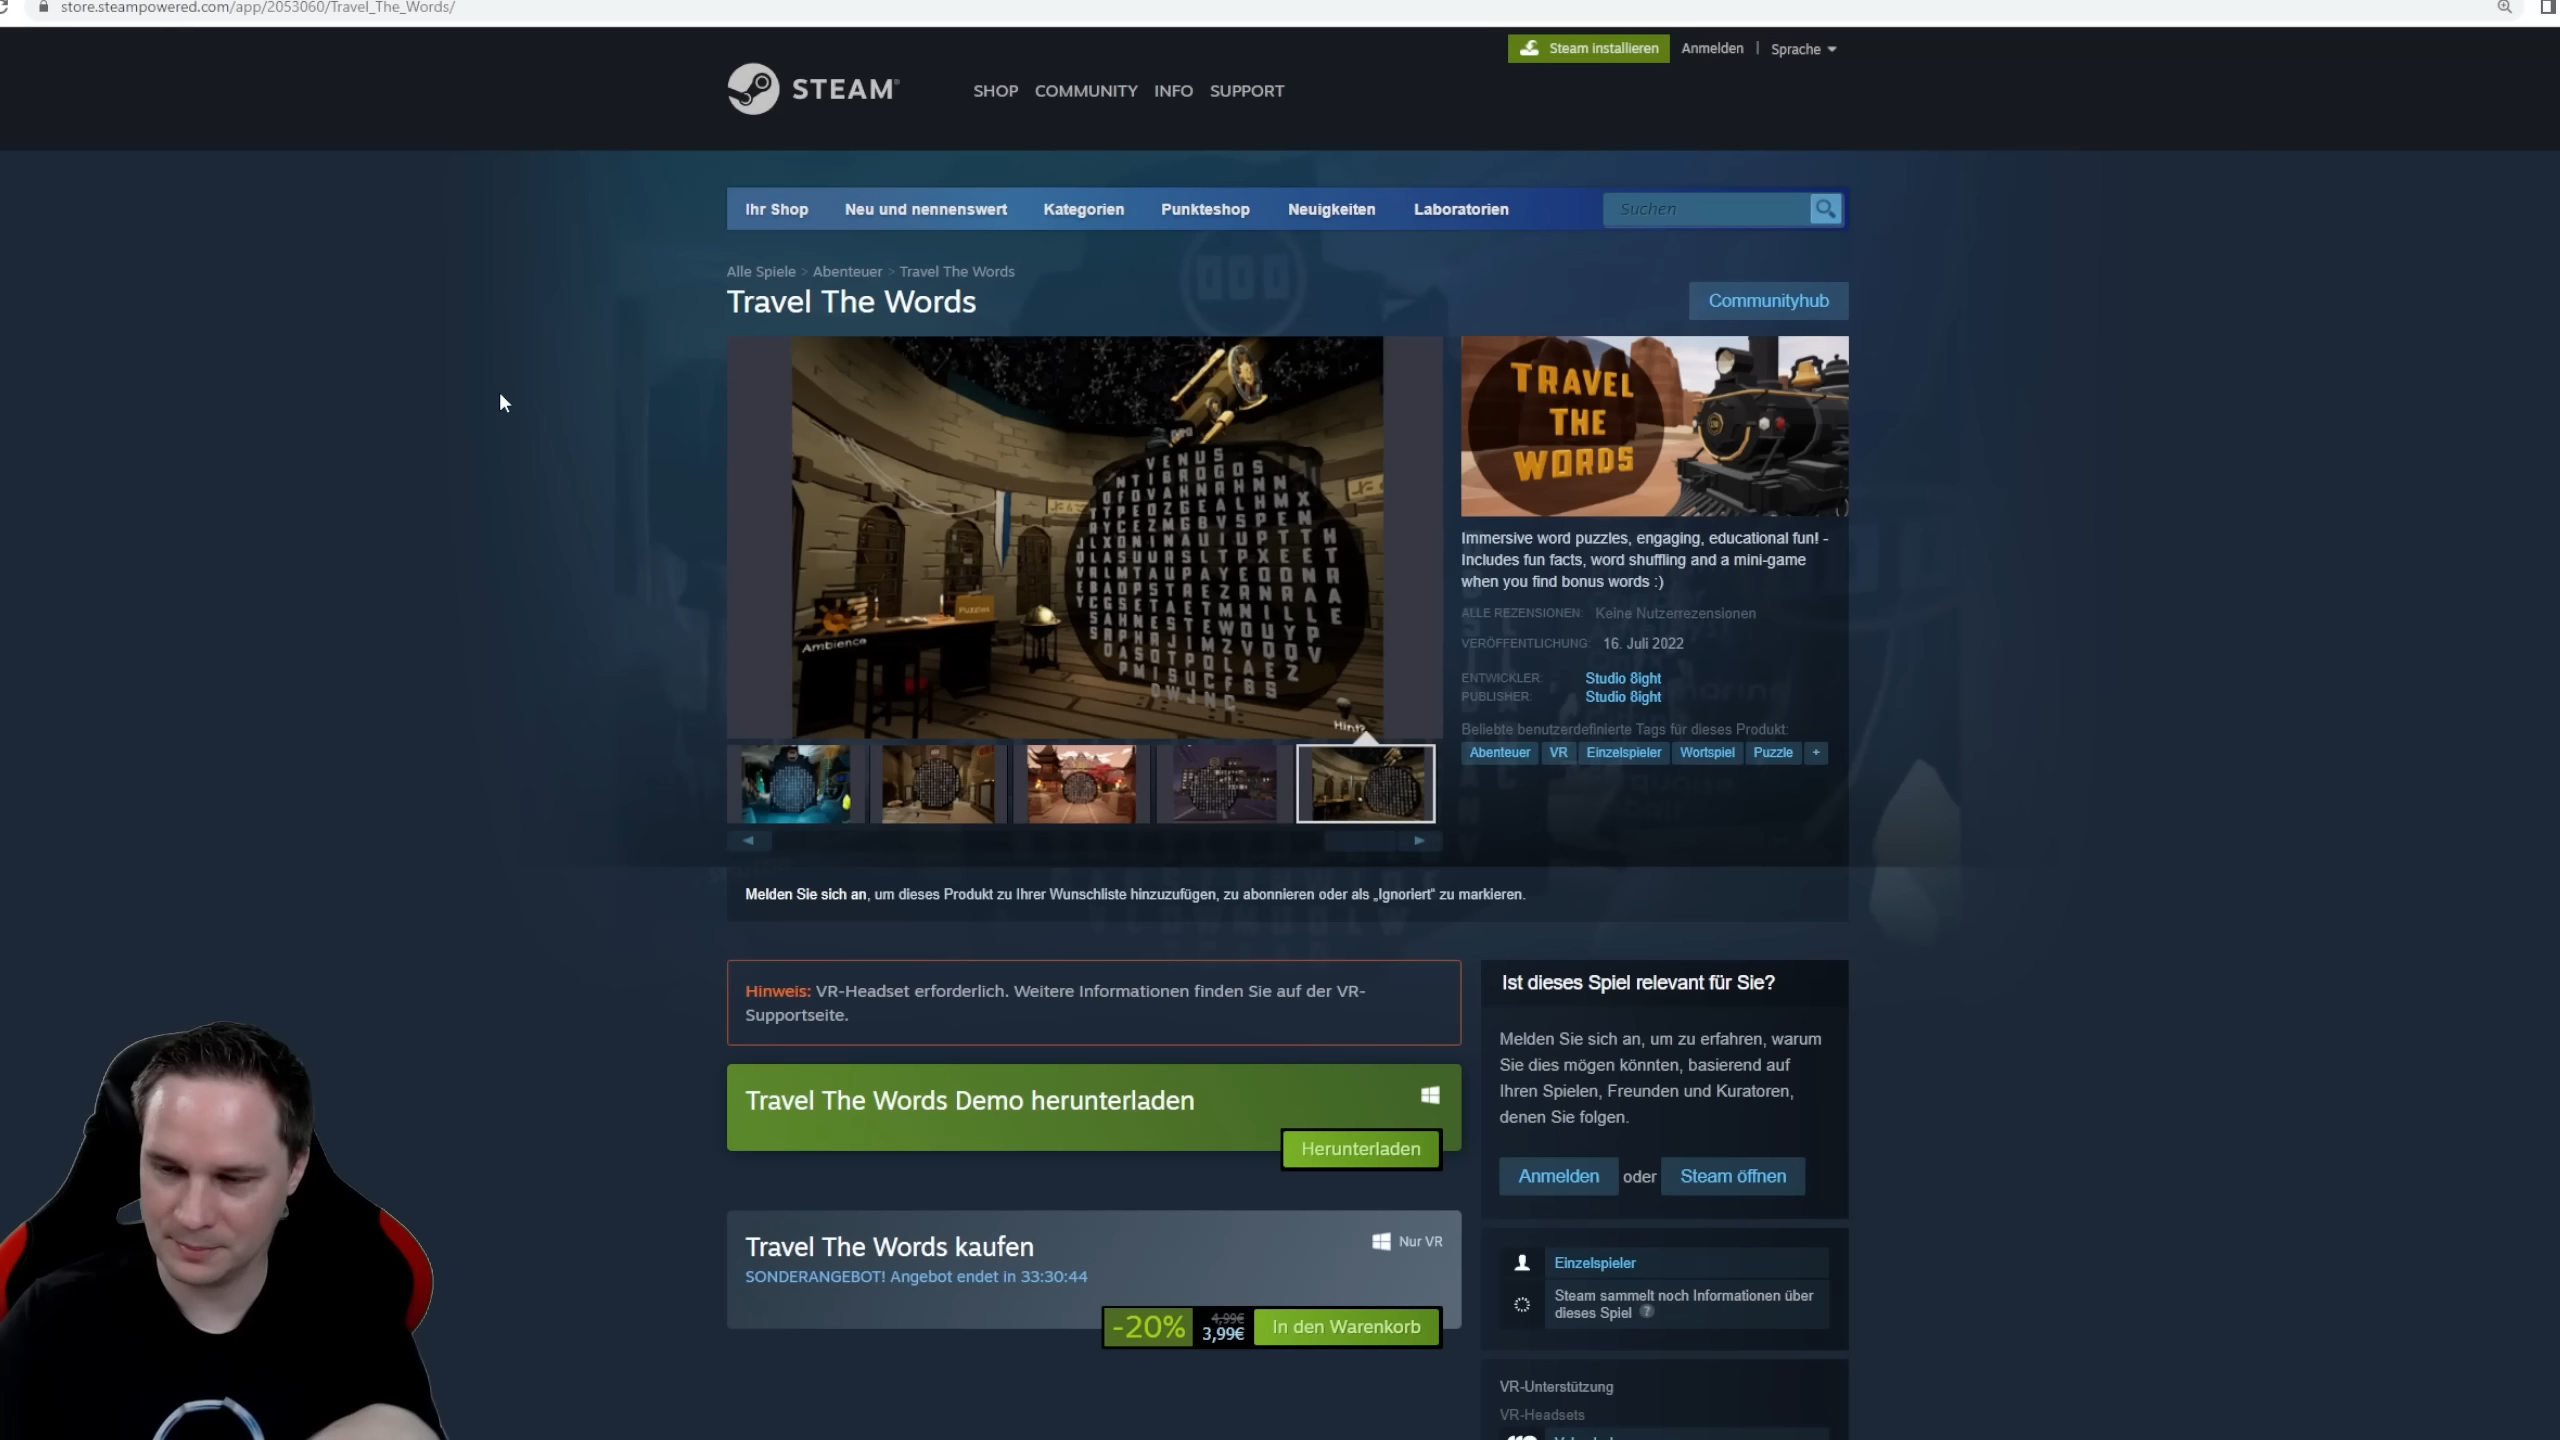 store.steampowered.com/app/2053060/Travel_The_Words/
Steam installieren Anmelden | Sprache
STEAM® SHOP COMMUNITY INFO SUPPORT
Ihr Shop Neu und nennenswert Kategorien Punkteshop Neuigkeiten Laboratorien Suchen
Alle Spiele > Abenteuer > Travel The Words
Travel The Words
Communityhub
VENUS
Ambience
PUZZLES
Hint?
TRAVEL
THE
WORDS
Immersive word puzzles, engaging, educational fun! -
Includes fun facts, word shuffling and a mini-game
when you find bonus words :)
ALLE REZENSIONEN: Keine Nutzerrezensionen
VERÖFFENTLICHUNG: 16. Juli 2022
ENTWICKLER: Studio 8ight
PUBLISHER: Studio 8ight
Beliebte benutzerdefinierte Tags für dieses Produkt:
Abenteuer VR Einzelspieler Wortspiel Puzzle +
Melden Sie sich an, um dieses Produkt zu Ihrer Wunschliste hinzuzufügen, zu abonnieren oder als „Ignoriert“ zu markieren.
Hinweis: VR-Headset erforderlich. Weitere Informationen finden Sie auf der VR-
Supportseite.
Travel The Words Demo herunterladen
Herunterladen
Travel The Words kaufen
Nur VR
SONDERANGEBOT! Angebot endet in 33:30:44
-20% 4,99€ 3,99€ In den Warenkorb
Ist dieses Spiel relevant für Sie?
Melden Sie sich an, um zu erfahren, warum
Sie dies mögen könnten, basierend auf
Ihren Spielen, Freunden und Kuratoren,
denen Sie folgen.
Anmelden oder Steam öffnen
Einzelspieler
Steam sammelt noch Informationen über
dieses Spiel ?
VR-Unterstützung
VR-Headsets